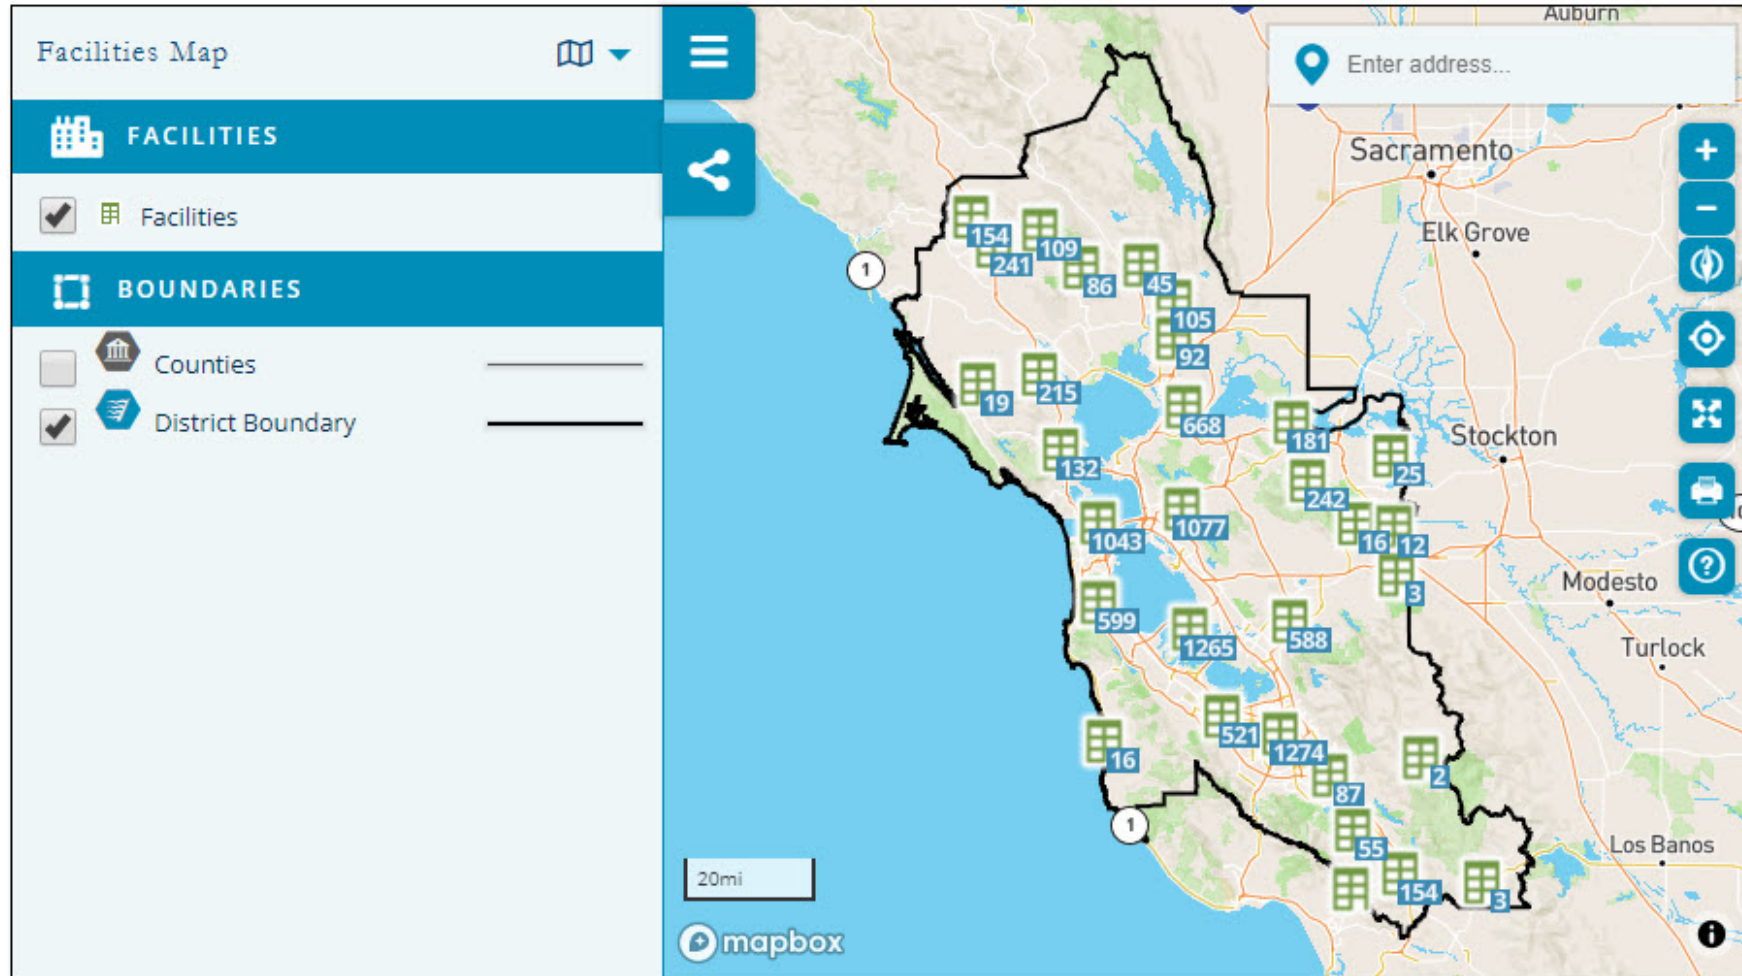 Facilities Map
FACILITIES
Facilities
BOUNDARIES
Counties
District Boundary
Auburn
Enter address...
Sacramento
Elk Grove
1
154
109
241
86
45
105
92
19
215
668
181
Stockton
132
25
242
1043
1077
16
12
Modesto
3
599
1265
588
Turlock
521
1274
16
2
87
1
55
Los Banos
20mi
154
3
mapbox